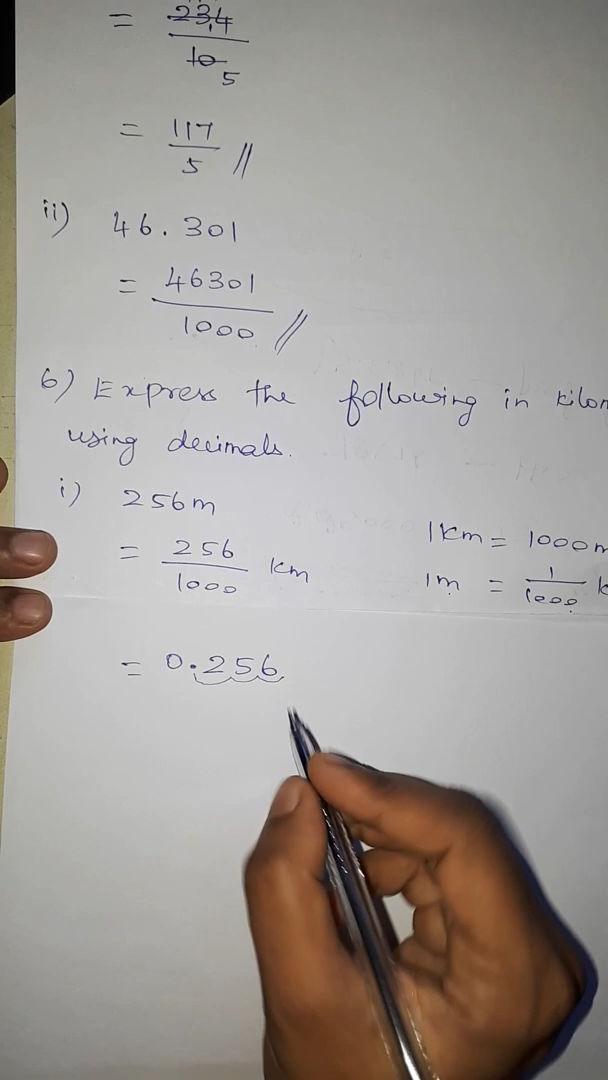 = 234/10 5
= 117/5 //
ii) 46.301
= 46301/1000 //
6) Express the following in
using decimals.
i) 256m
1km = 1000m
= 256/1000 km
1m = 1/1000 k
= 0.256